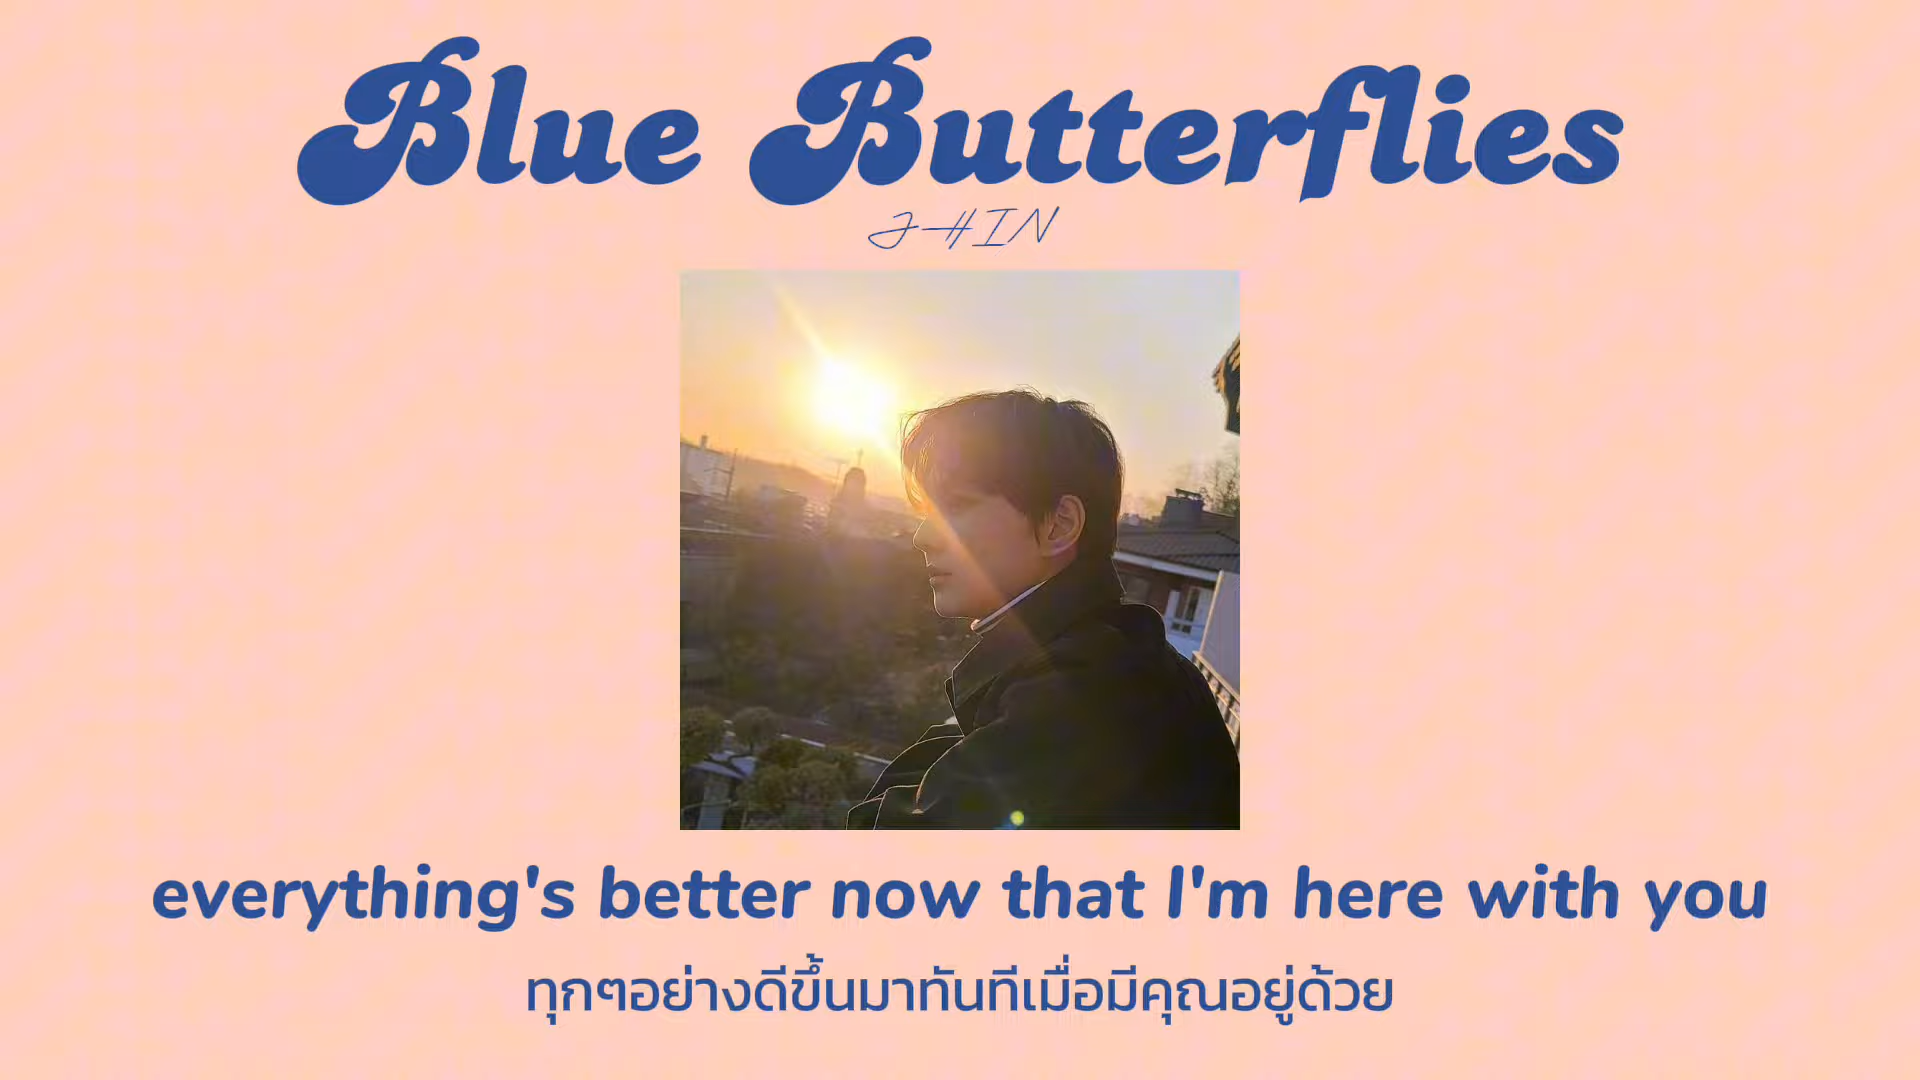 Blue Butterflies
JHIN
everything's better now that I'm here with you
ทุกๆอย่างดีขึ้นมาทันทีเมื่อมีคุณอยู่ด้วย